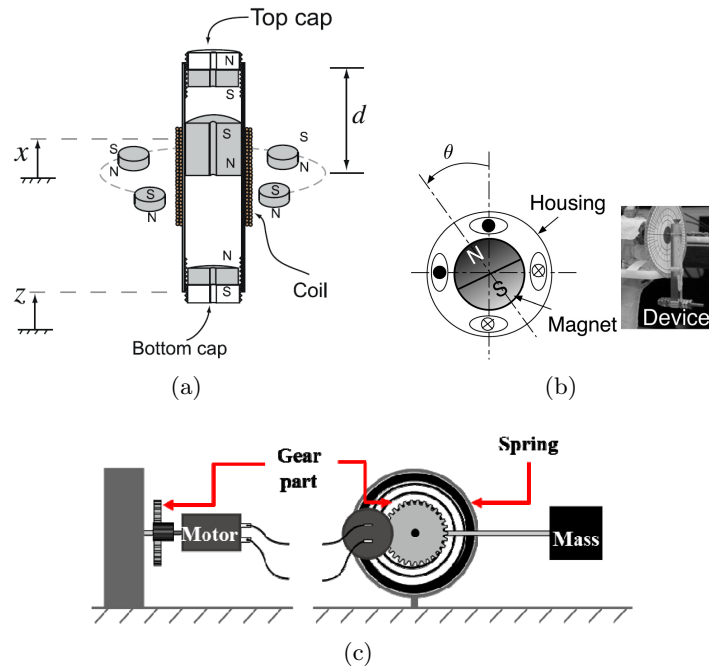 Top cap
N
S
d
S
N
x
S
N
S
N
S
N
S
N
Coil
N
S
z
Bottom cap
(a)
θ
Housing
N
S
Magnet
Device
(b)
Gear
part
Spring
Motor
Mass
(c)